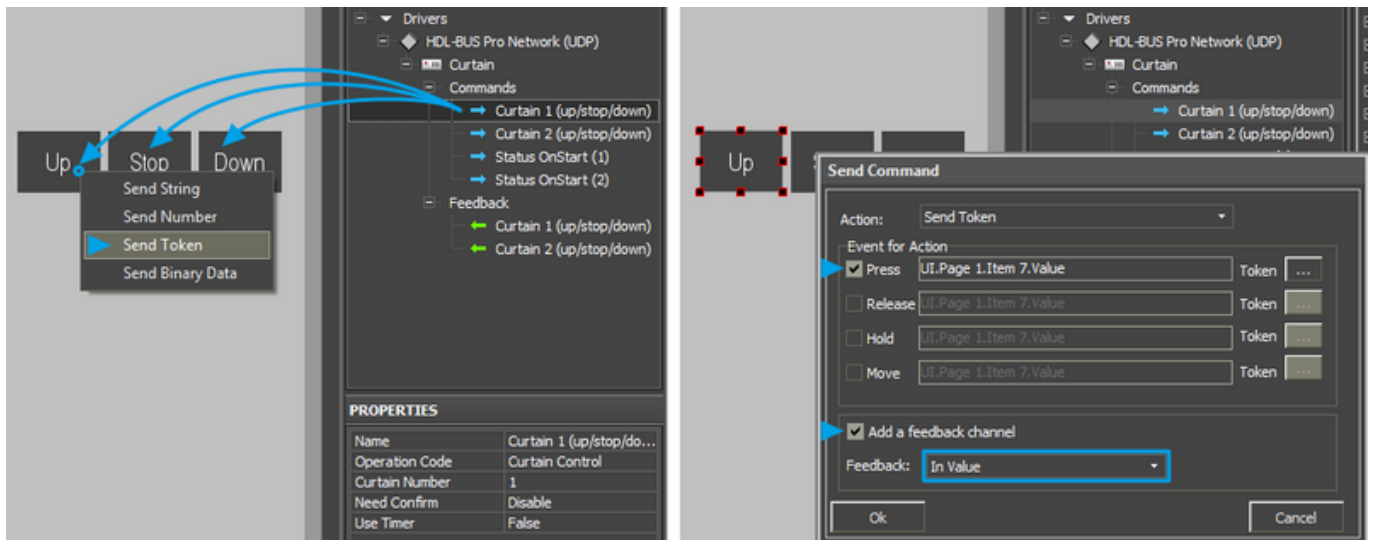 Drivers
HDL-BUS Pro Network (UDP)
Curtain
Commands
Curtain 1 (up/stop/down)
Curtain 2 (up/stop/down)
Status OnStart (1)
Status OnStart (2)
Feedback
Curtain 1 (up/stop/down)
Curtain 2 (up/stop/down)
Up
Stop
Down
Send String
Send Number
Send Token
Send Binary Data
PROPERTIES
Name Curtain 1 (up/stop/do...
Operation Code Curtain Control
Curtain Number 1
Need Confirm Disable
Use Timer False
Drivers
HDL-BUS Pro Network (UDP)
Curtain
Commands
Curtain 1 (up/stop/down)
Curtain 2 (up/stop/down)
Up
Send Command
Action: Send Token
Event for Action
Press UI.Page 1.Item 7.Value Token ...
Release UI.Page 1.Item 7.Value Token ...
Hold UI.Page 1.Item 7.Value Token ...
Move UI.Page 1.Item 7.Value Token ...
Add a feedback channel
Feedback: In Value
Ok Cancel